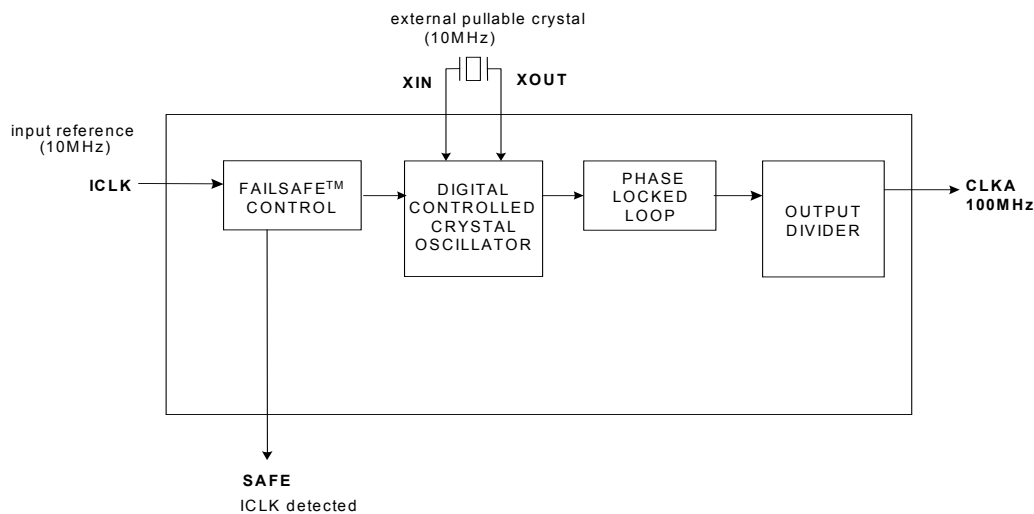 external pullable crystal
(10MHz)
XIN
XOUT
input reference
(10MHz)
ICLK
FAILSAFE™
CONTROL
DIGITAL
CONTROLLED
CRYSTAL
OSCILLATOR
PHASE
LOCKED
LOOP
OUTPUT
DIVIDER
CLKA
100MHz
SAFE
ICLK detected